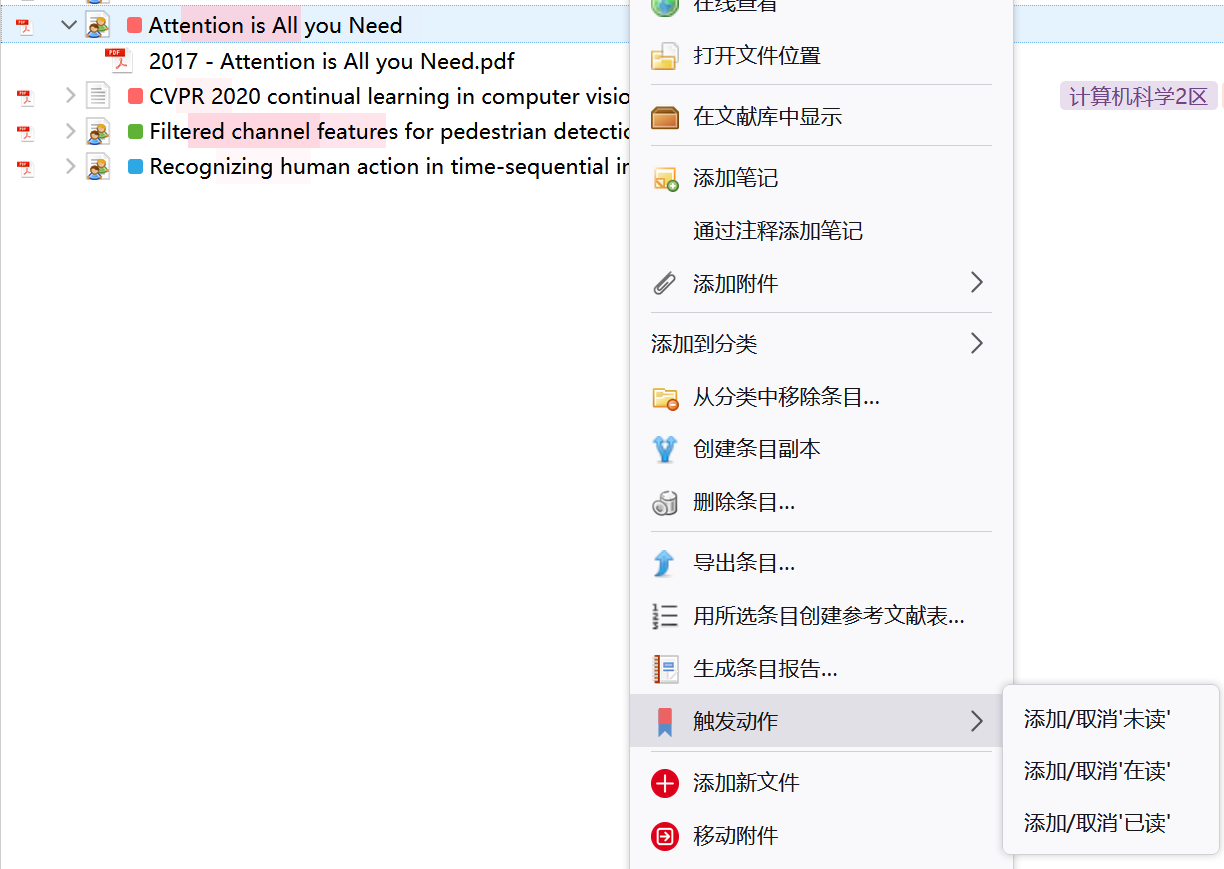 在线查看
Attention is All you Need
2017 - Attention is All you Need.pdf
打开文件位置
CVPR 2020 continual learning in computer visio
计算机科学2区
在文献库中显示
Filtered channel features for pedestrian detectio
Recognizing human action in time-sequential in
添加笔记
通过注释添加笔记
添加附件
添加到分类
从分类中移除条目...
创建条目副本
删除条目...
导出条目...
用所选条目创建参考文献表...
生成条目报告...
触发动作
添加/取消'未读'
添加/取消'在读'
添加/取消'已读'
添加新文件
移动附件